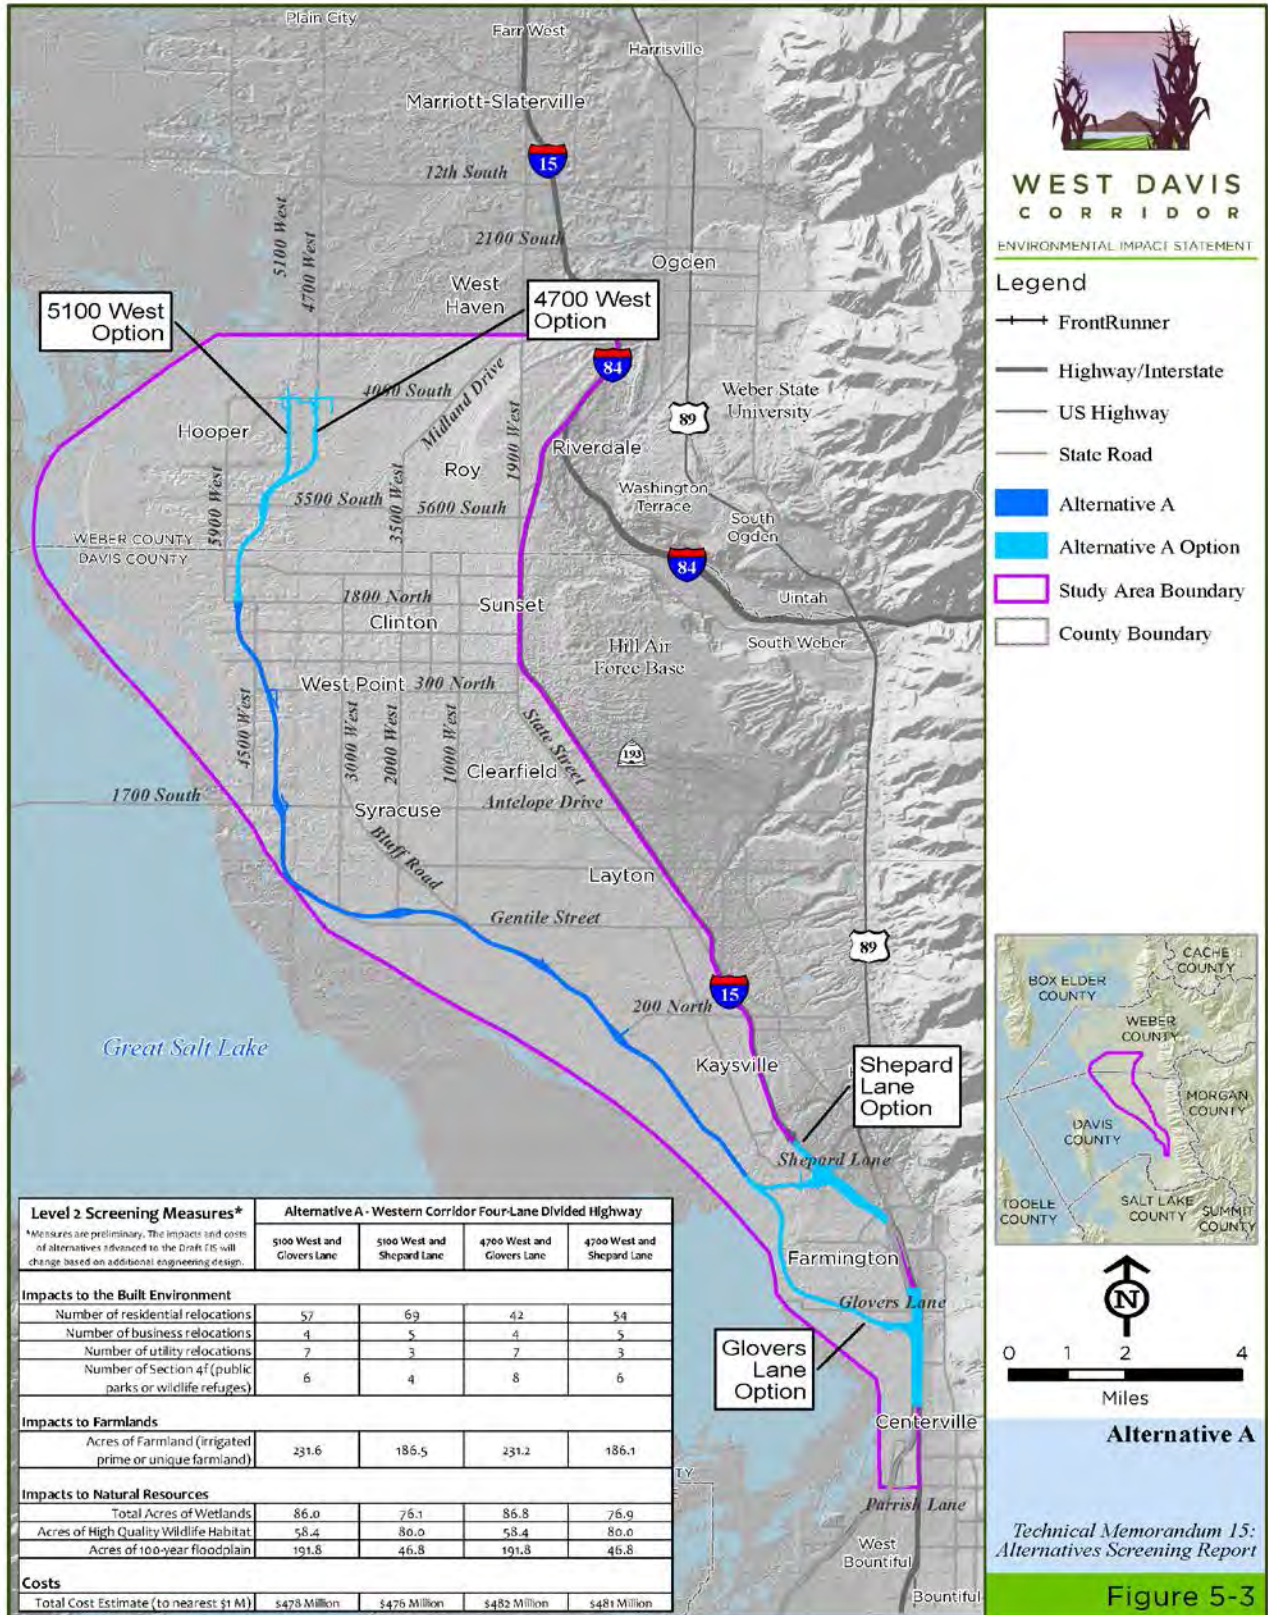 Plain City
Farr West
Harrisville
Marriott-Slaterville
15
12th South
5100 West
4700 West
2100 South
Ogden
West
Haven
5100 West
Option
4700 West
Option
84
4000 South
Midland Drive
Weber State
University
89
Hooper
1900 West
Riverdale
Roy
5900 West
5500 South
3500 West
5600 South
Washington
Terrace
South
Ogden
WEBER COUNTY
DAVIS COUNTY
84
1800 North
Sunset
Uintah
Clinton
Hill Air
Force Base
South Weber
West Point
300 North
4500 West
3000 West
2000 West
1000 West
State Street
193
Clearfield
1700 South
Syracuse
Antelope Drive
Bluff Road
Layton
Gentile Street
89
15
200 North
Great Salt Lake
Kaysville
Shepard
Lane
Option
Shepard Lane
Farmington
Glovers Lane
Glovers
Lane
Option
Centerville
TY
Parrish Lane
West
Bountiful
Bountiful
Level 2 Screening Measures*
*Measures are preliminary. The impacts and costs
of alternatives advanced to the Draft EIS will
change based on additional engineering design.
Alternative A - Western Corridor Four-Lane Divided Highway
5100 West and Glovers Lane
5100 West and Shepard Lane
4700 West and Glovers Lane
4700 West and Shepard Lane
Impacts to the Built Environment
Number of residential relocations 57 69 42 54
Number of business relocations 4 5 4 5
Number of utility relocations 7 3 7 3
Number of Section 4f (public
parks or wildlife refuges) 6 4 8 6
Impacts to Farmlands
Acres of Farmland (irrigated
prime or unique farmland) 231.6 186.5 231.2 186.1
Impacts to Natural Resources
Total Acres of Wetlands 86.0 76.1 86.8 76.9
Acres of High Quality Wildlife Habitat 58.4 80.0 58.4 80.0
Acres of 100-year floodplain 191.8 46.8 191.8 46.8
Costs
Total Cost Estimate (to nearest $1 M) $478 Million $476 Million $482 Million $481 Million
WEST DAVIS
CORRIDOR
ENVIRONMENTAL IMPACT STATEMENT
Legend
FrontRunner
Highway/Interstate
US Highway
State Road
Alternative A
Alternative A Option
Study Area Boundary
County Boundary
CACHE
COUNTY
BOX ELDER
COUNTY
WEBER
COUNTY
MORGAN
COUNTY
DAVIS
COUNTY
TOOELE
COUNTY
SALT LAKE
COUNTY
SUMMIT
COUNTY
N
0 1 2 4
Miles
Alternative A
Technical Memorandum 15:
Alternatives Screening Report
Figure 5-3